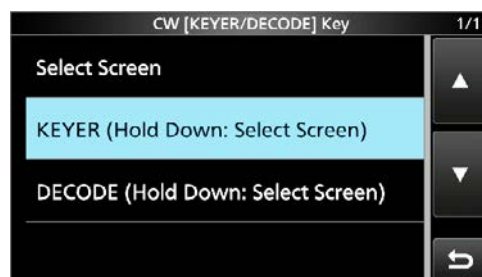 CW [KEYER/DECODE] Key 1/1
Select Screen
KEYER (Hold Down: Select Screen)
DECODE (Hold Down: Select Screen)